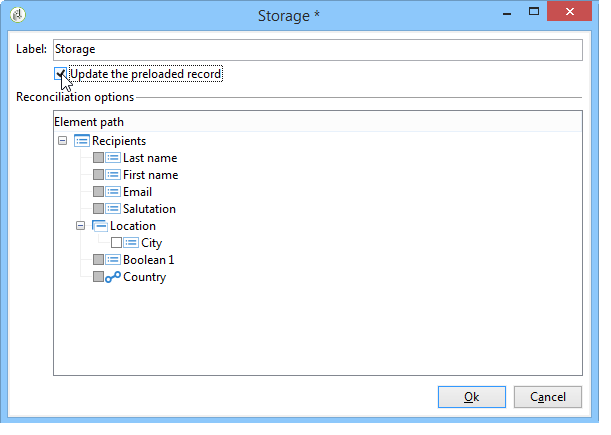 Storage *
Label: Storage
Update the preloaded record
Reconciliation options
Element path
Recipients
Last name
First name
Email
Salutation
Location
City
Boolean 1
Country
Ok Cancel